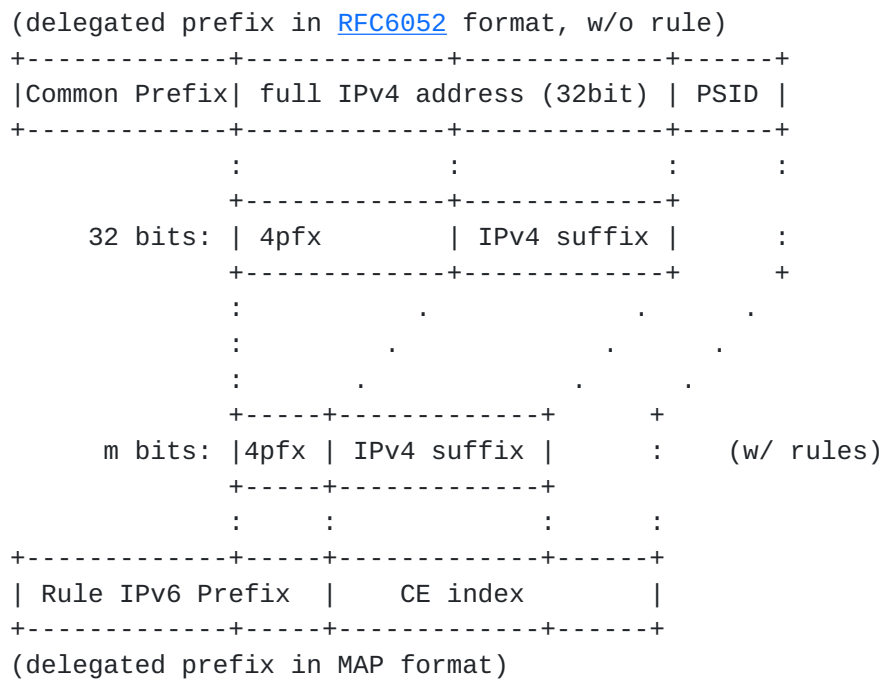 (delegated prefix in RFC6052 format, w/o rule)
+-------------+-------------+-------------+------+
|Common Prefix| full IPv4 address (32bit) | PSID |
+-------------+-------------+-------------+------+
              :             :             :      :
              +-------------+-------------+
     32 bits: | 4pfx        | IPv4 suffix |      :
              +-------------+-------------+      +
              :           .             .      .
              :         .             .      .
              :       .             .      .
              +-----+-------------+      +
      m bits: |4pfx | IPv4 suffix |      :    (w/ rules)
              +-----+-------------+
              :     :             :      :
+-------------+-----+-------------+------+
| Rule IPv6 Prefix  |    CE index        |
+-------------+-----+-------------+------+
(delegated prefix in MAP format)